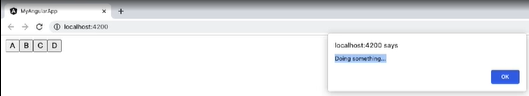 MyAngularApp
localhost:4200
A B C D
localhost:4200 says
Doing something...
OK